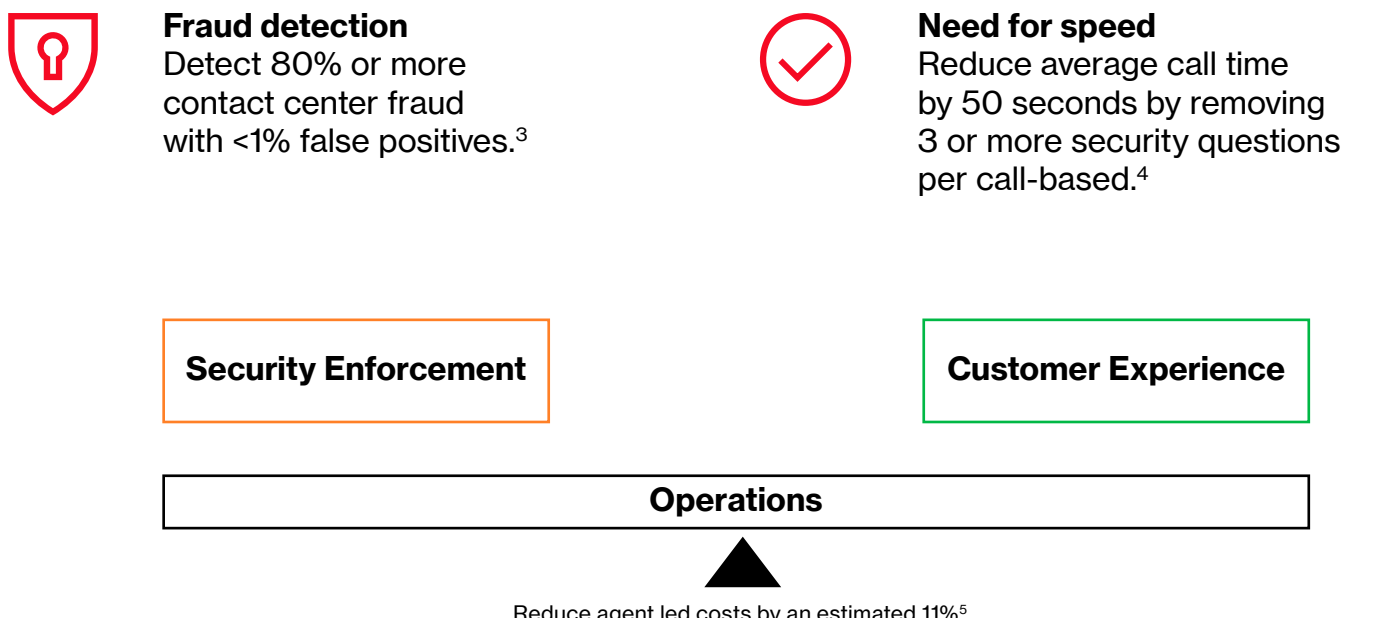 Fraud detection
Detect 80% or more
contact center fraud
with <1% false positives.³
Need for speed
Reduce average call time
by 50 seconds by removing
3 or more security questions
per call-based.⁴
Security Enforcement
Customer Experience
Operations
Reduce agent led costs by an estimated 11%⁵